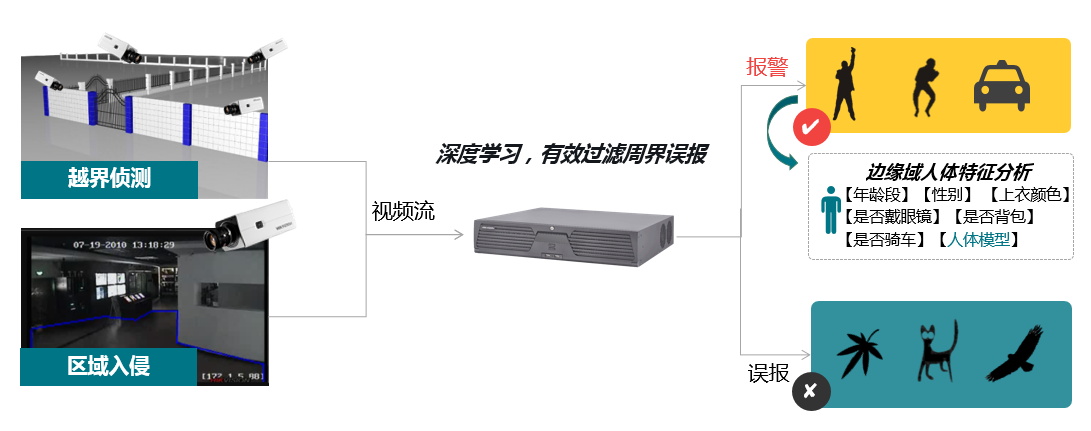 越界侦测
07-19-2010 13:18:29
区域入侵
视频流
深度学习，有效过滤周界误报
报警
边缘域人体特征分析
【年龄段】【性别】 【上衣颜色】
【是否戴眼镜】【是否背包】
【是否骑车】【人体模型】
误报